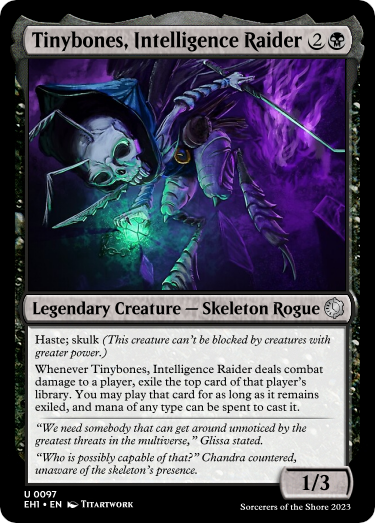 Tinybones, Intelligence Raider 2
Legendary Creature — Skeleton Rogue
Haste; skulk (This creature can't be blocked by creatures with
greater power.)
Whenever Tinybones, Intelligence Raider deals combat
damage to a player, exile the top card of that player's
library. You may play that card for as long as it remains
exiled, and mana of any type can be spent to cast it.
“We need somebody that can get around unnoticed by the
greatest threats in the multiverse,” Glissa stated.
“Who is possibly capable of that?” Chandra countered,
unaware of the skeleton's presence.
1/3
U 0097
EH1 • EN Titartwork
Sorcerers of the Shore 2023